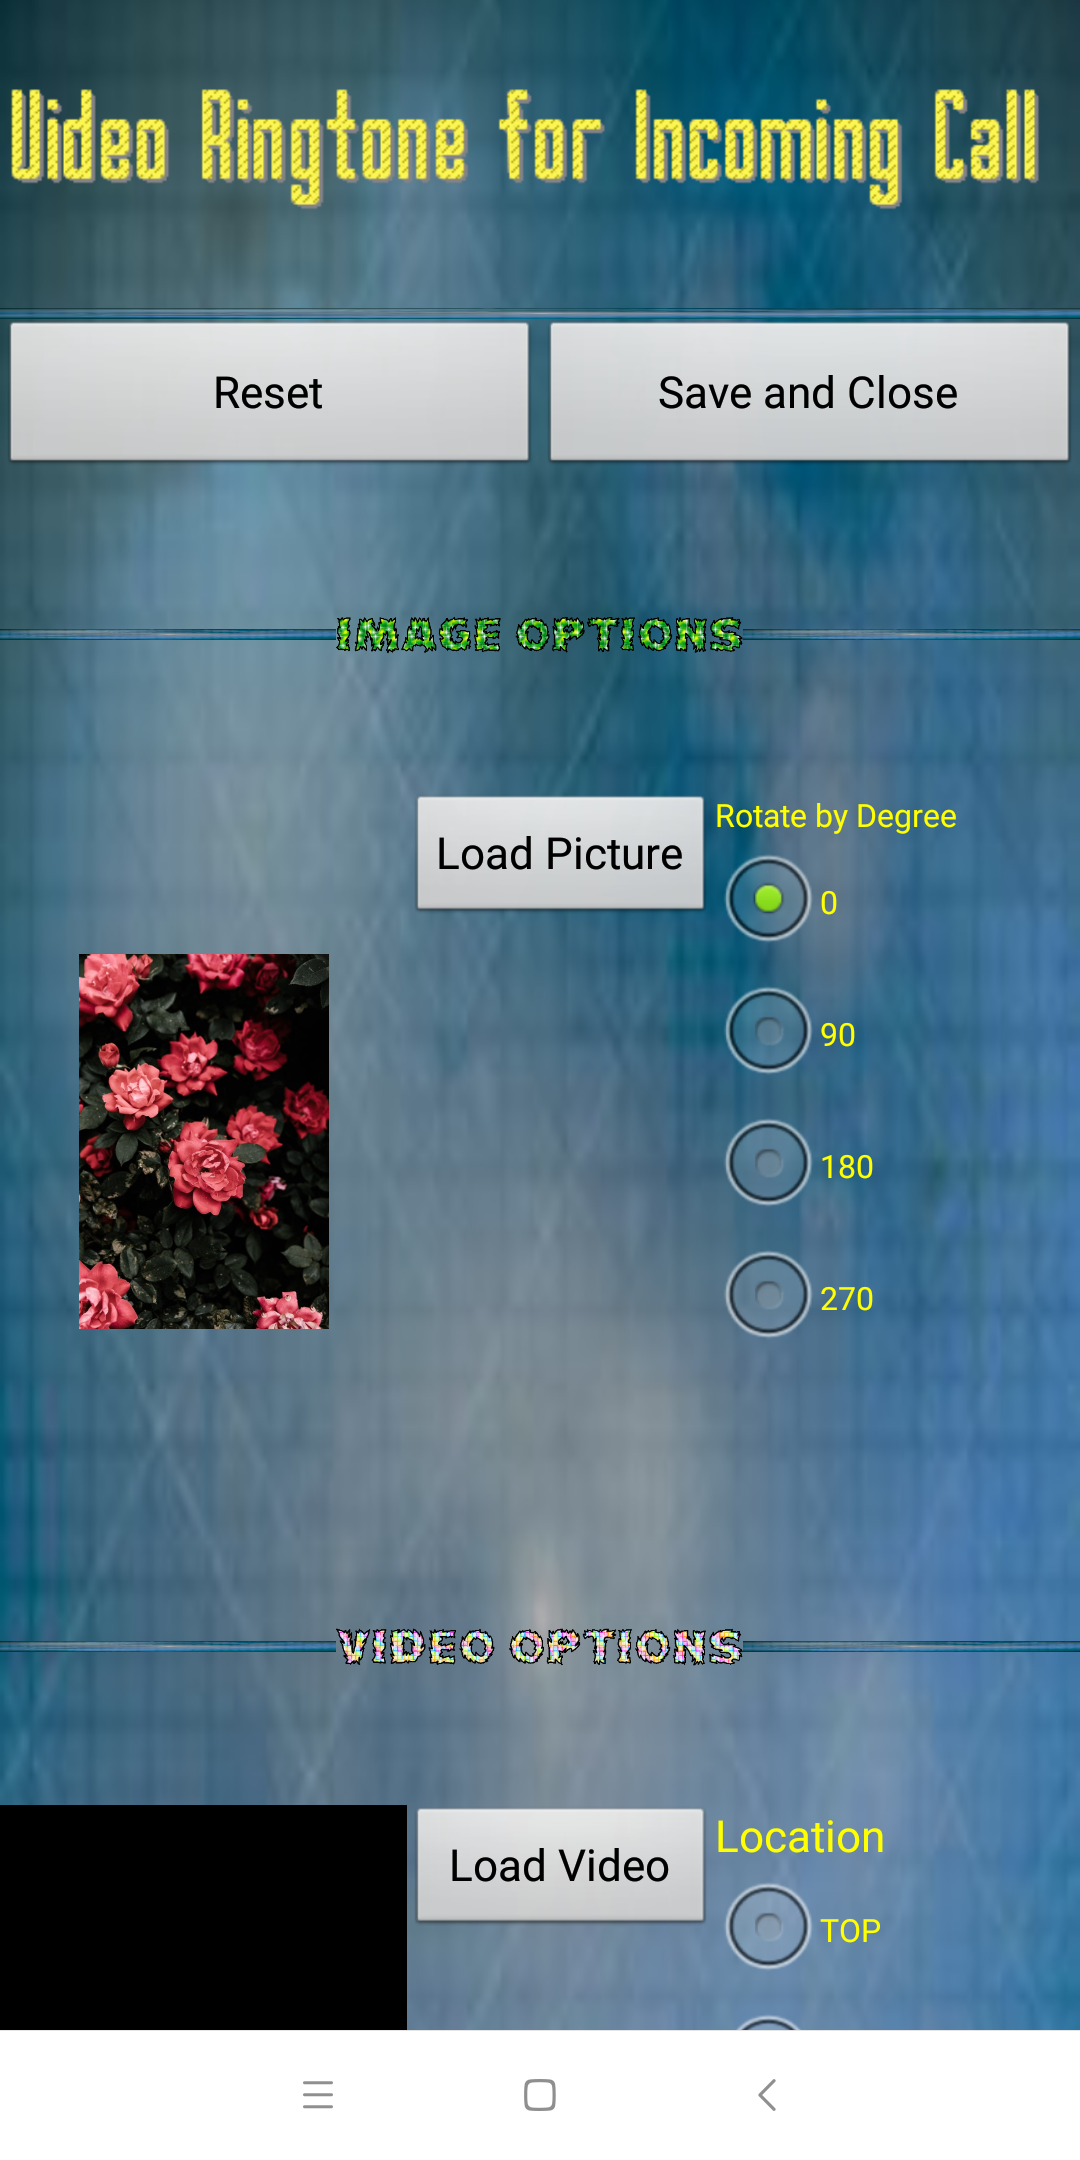 Video Ringtone for Incoming Call
Reset
Save and Close
IMAGE OPTIONS
Load Picture
Rotate by Degree
0
90
180
270
VIDEO OPTIONS
Load Video
Location
TOP